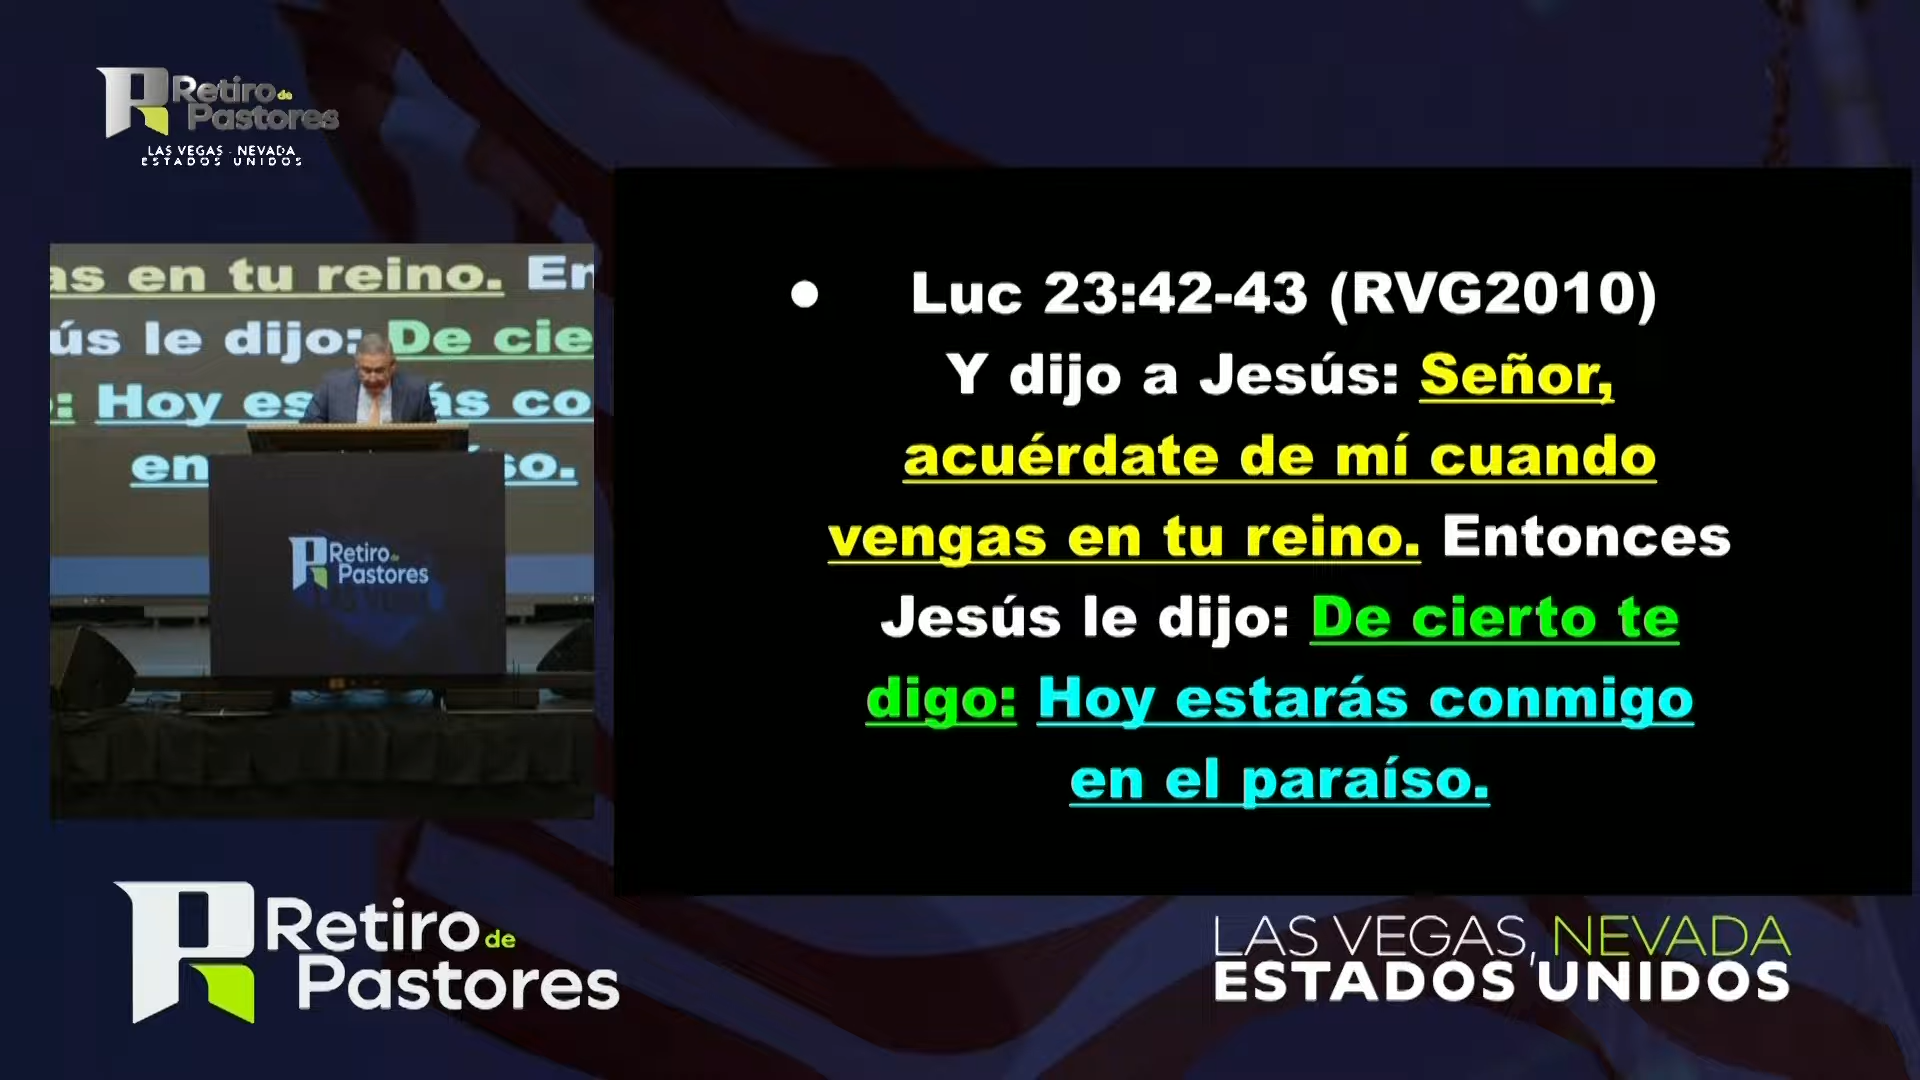 Retiro de
Pastores
LAS VEGAS - NEVADA
ESTADOS UNIDOS
as en tu reino. En
ús le dijo: De cie
: Hoy es ás co
en so.
Retiro de
Pastores
• Luc 23:42-43 (RVG2010)
Y dijo a Jesús: Señor,
acuérdate de mí cuando
vengas en tu reino. Entonces
Jesús le dijo: De cierto te
digo: Hoy estarás conmigo
en el paraíso.
Retiro de
Pastores
LAS VEGAS, NEVADA
ESTADOS UNIDOS